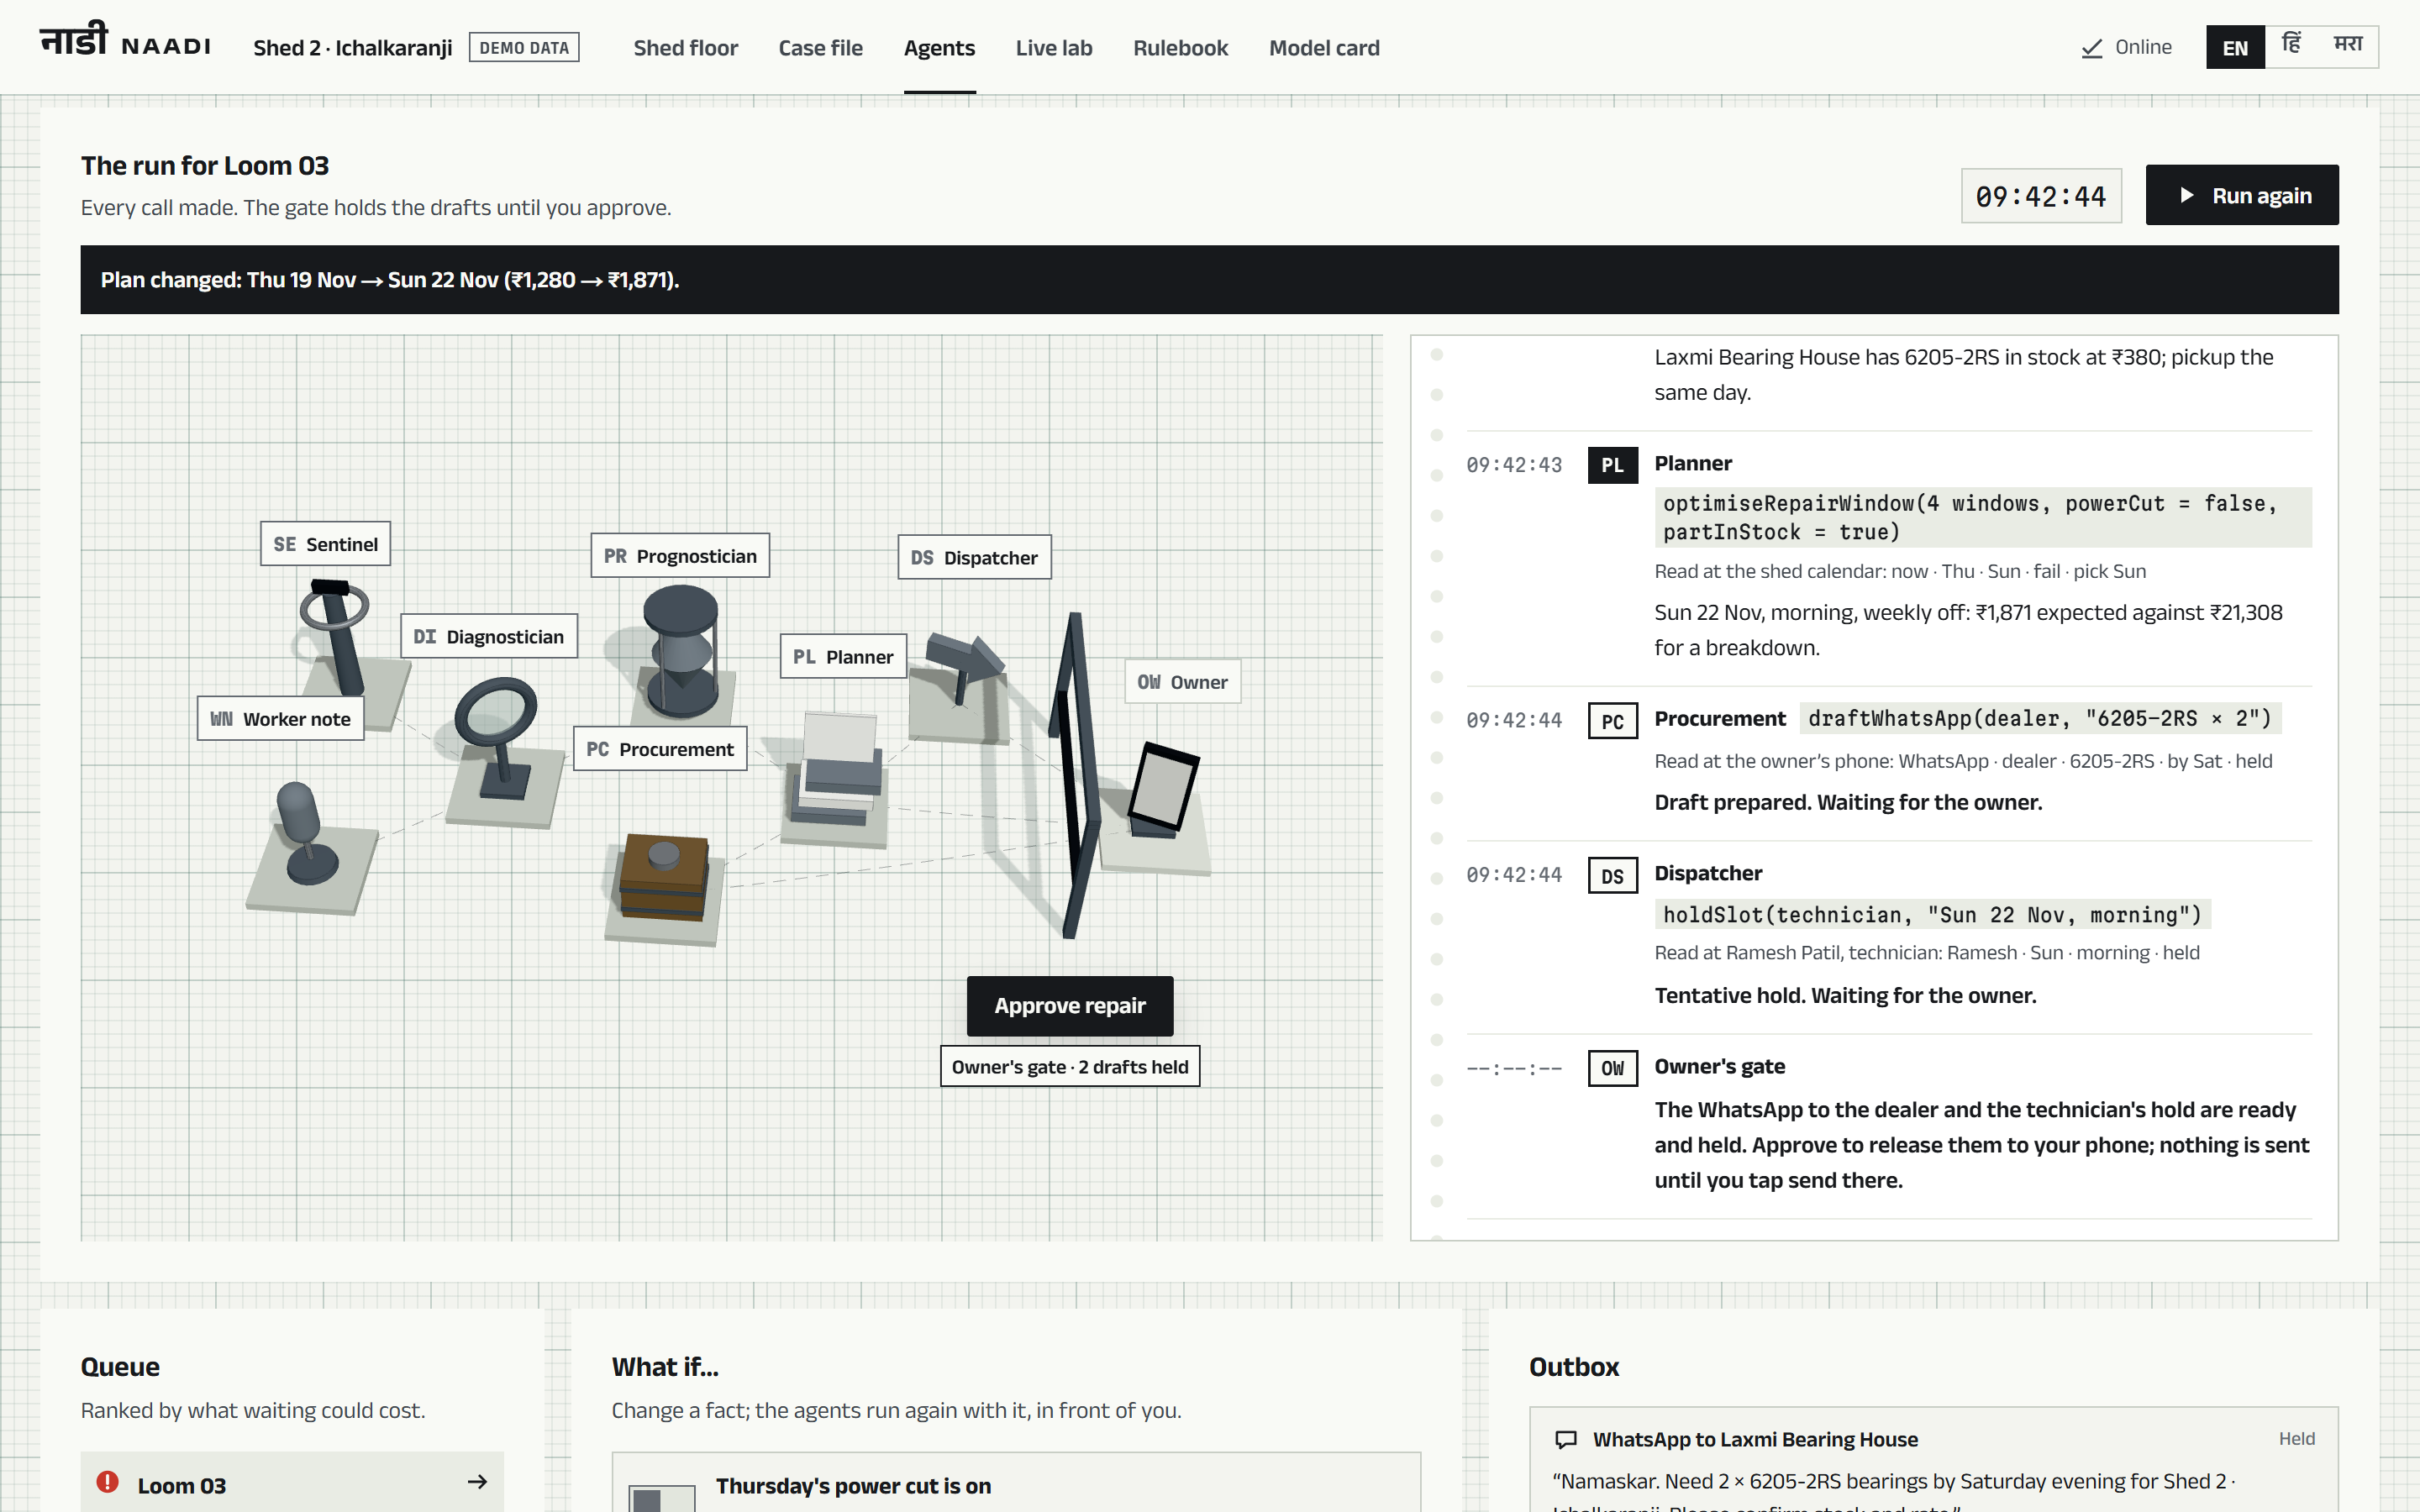 नाडी NAADI
Shed 2 · Ichalkaranji
DEMO DATA
Shed floor
Case file
Agents
Live lab
Rulebook
Model card
Online
EN
हिं
मरा
The run for Loom 03
Every call made. The gate holds the drafts until you approve.
09:42:44
Run again
Plan changed: Thu 19 Nov → Sun 22 Nov (₹1,280 → ₹1,871).
SE Sentinel
PR Prognostician
DS Dispatcher
DI Diagnostician
PL Planner
OW Owner
WN Worker note
PC Procurement
Approve repair
Owner's gate · 2 drafts held
Laxmi Bearing House has 6205-2RS in stock at ₹380; pickup the
same day.
09:42:43 PL Planner
optimiseRepairWindow(4 windows, powerCut = false,
partInStock = true)
Read at the shed calendar: now · Thu · Sun · fail · pick Sun
Sun 22 Nov, morning, weekly off: ₹1,871 expected against ₹21,308
for a breakdown.
09:42:44 PC Procurement draftWhatsApp(dealer, "6205-2RS × 2")
Read at the owner’s phone: WhatsApp · dealer · 6205-2RS · by Sat · held
Draft prepared. Waiting for the owner.
09:42:44 DS Dispatcher
holdSlot(technician, "Sun 22 Nov, morning")
Read at Ramesh Patil, technician: Ramesh · Sun · morning · held
Tentative hold. Waiting for the owner.
--:--:-- OW Owner's gate
The WhatsApp to the dealer and the technician's hold are ready
and held. Approve to release them to your phone; nothing is sent
until you tap send there.
Queue
Ranked by what waiting could cost.
Loom 03
What if...
Change a fact; the agents run again with it, in front of you.
Thursday's power cut is on
Outbox
WhatsApp to Laxmi Bearing House
Held
“Namaskar. Need 2 × 6205-2RS bearings by Saturday evening for Shed 2 ·